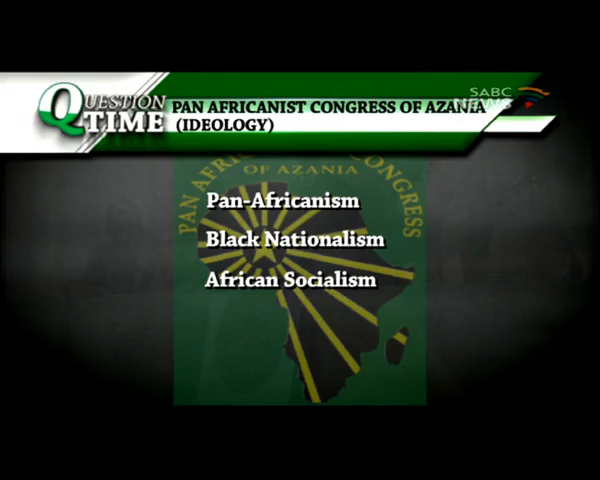 QUESTION
TIME
PAN AFRICANIST CONGRESS OF AZANIA
(IDEOLOGY)
SABC
NEWS
PAN AFRICANIST CONGRESS
OF AZANIA
Pan-Africanism
Black Nationalism
African Socialism